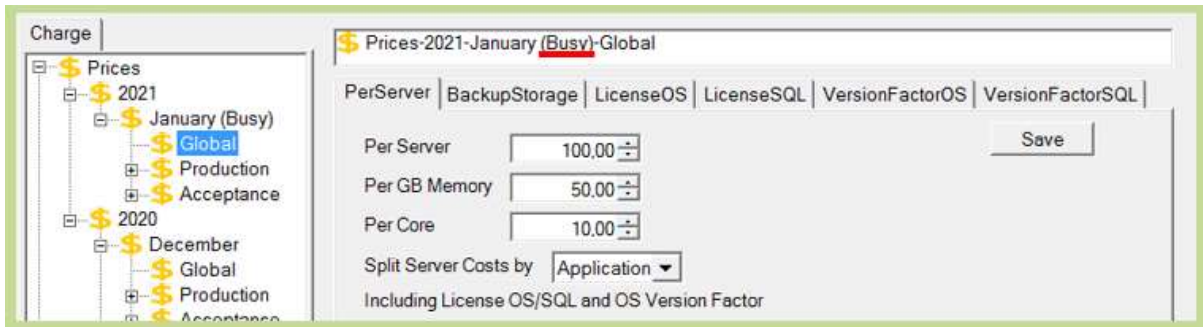 Charge
Prices
2021
January (Busy)
Global
Production
Acceptance
2020
December
Global
Production
Acceptance
Prices-2021-January (Busy)-Global
PerServer BackupStorage LicenseOS LicenseSQL VersionFactorOS VersionFactorSQL
Per Server 100,00 Save
Per GB Memory 50,00
Per Core 10,00
Split Server Costs by Application
Including License OS/SQL and OS Version Factor